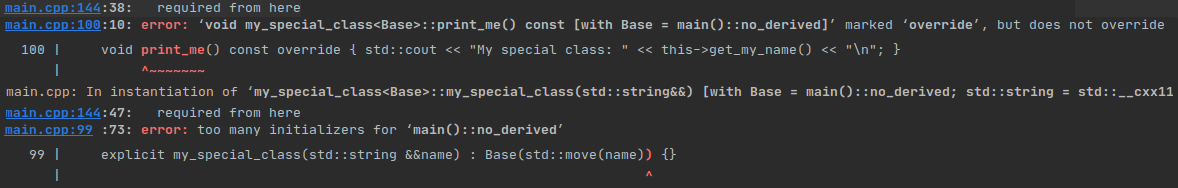 main.cpp:144:38:   required from here
main.cpp:100:10: error: ‘void my_special_class<Base>::print_me() const [with Base = main()::no_derived]’ marked ‘override’, but does not override
  100 |     void print_me() const override { std::cout << "My special class: " << this->get_my_name() << "\n"; }
      |          ^~~~~~~~
main.cpp: In instantiation of ‘my_special_class<Base>::my_special_class(std::string&&) [with Base = main()::no_derived; std::string = std::__cxx11
main.cpp:144:47:   required from here
main.cpp:99 :73: error: too many initializers for ‘main()::no_derived’
   99 |     explicit my_special_class(std::string &&name) : Base(std::move(name)) {}
      |                                                                         ^